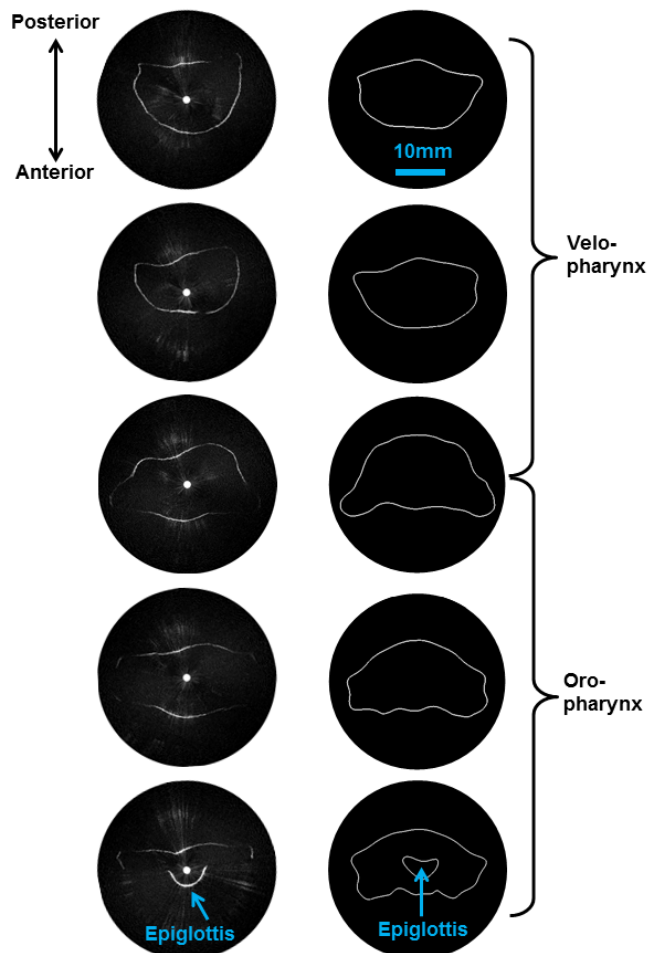 Posterior
Anterior
10mm
Velo-
pharynx
Oro-
pharynx
Epiglottis
Epiglottis